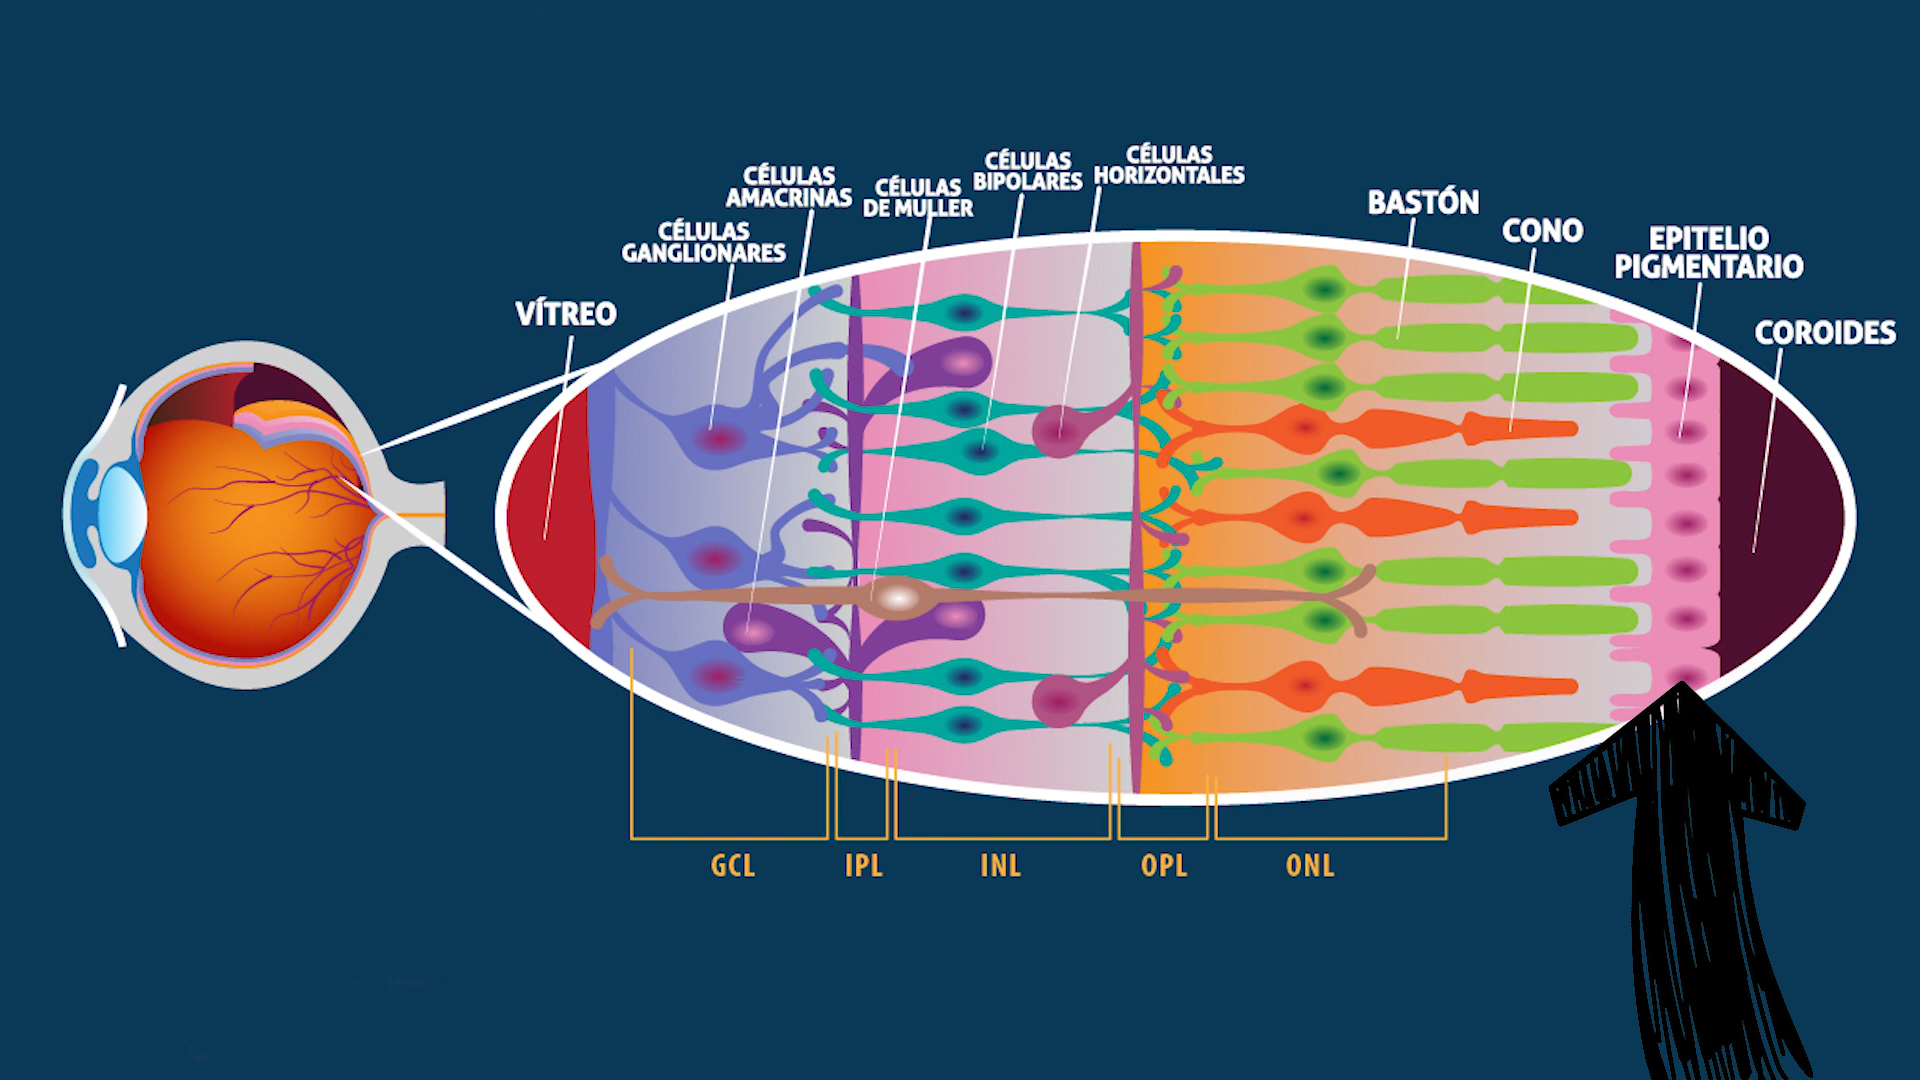 CÉLULAS
AMACRINAS
CÉLULAS
DE MULLER
CÉLULAS
BIPOLARES
CÉLULAS
HORIZONTALES
CÉLULAS
GANGLIONARES
BASTÓN
CONO
EPITELIO
PIGMENTARIO
VÍTREO
COROIDES
GCL
IPL
INL
OPL
ONL